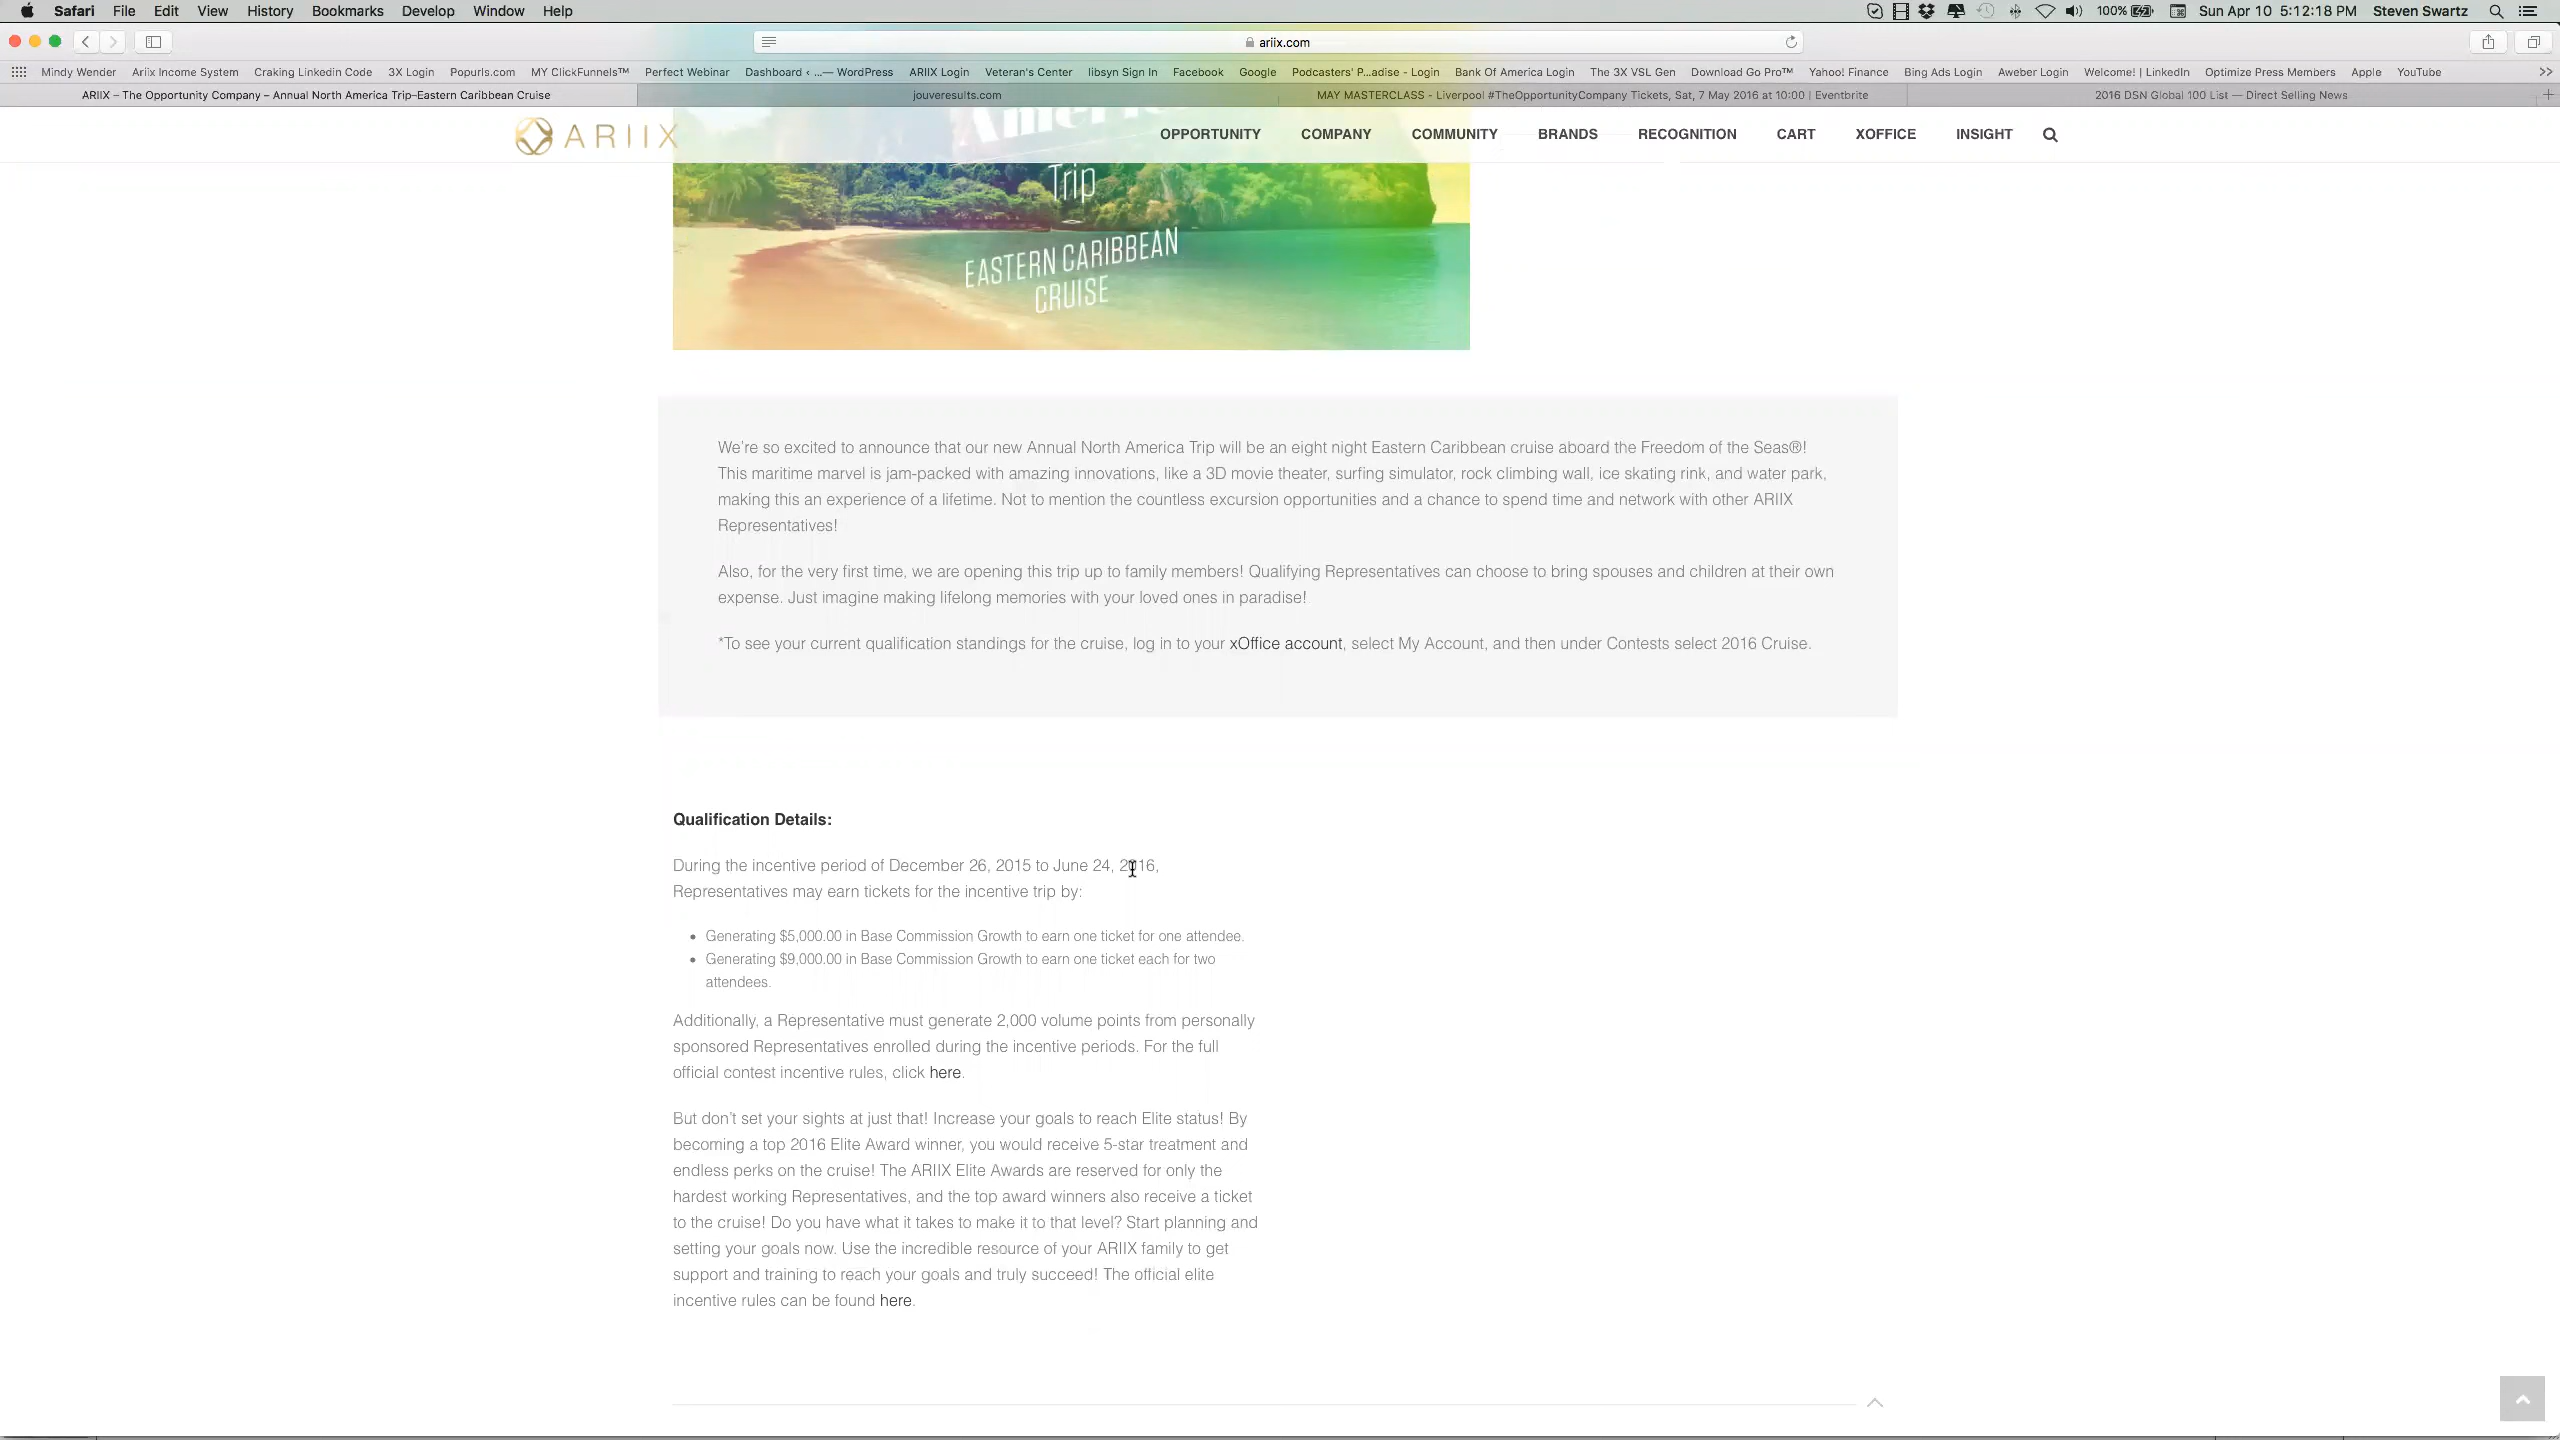 Safari File Edit View History Bookmarks Develop Window Help 100% Sun Apr 10 5:12:18 PM Steven Swartz
ariix.com
Mindy Wender Ariix Income System Craking Linkedin Code 3X Login Popurls.com MY ClickFunnels™ Perfect Webinar Dashboard ‹ ...— WordPress ARIIX Login Veteran's Center libsyn Sign In Facebook Google Podcasters' P...adise - Login Bank Of America Login The 3X VSL Gen Download Go Pro™ Yahoo! Finance Bing Ads Login Aweber Login Welcome! | LinkedIn Optimize Press Members Apple YouTube
ARIIX – The Opportunity Company – Annual North America Trip–Eastern Caribbean Cruise jouveresults.com MAY MASTERCLASS - Liverpool #TheOpportunityCompany Tickets, Sat, 7 May 2016 at 10:00 | Eventbrite 2016 DSN Global 100 List — Direct Selling News
ARIIX OPPORTUNITY COMPANY COMMUNITY BRANDS RECOGNITION CART XOFFICE INSIGHT
Trip
EASTERN CARIBBEAN
CRUISE
We're so excited to announce that our new Annual North America Trip will be an eight night Eastern Caribbean cruise aboard the Freedom of the Seas®!
This maritime marvel is jam-packed with amazing innovations, like a 3D movie theater, surfing simulator, rock climbing wall, ice skating rink, and water park,
making this an experience of a lifetime. Not to mention the countless excursion opportunities and a chance to spend time and network with other ARIIX
Representatives!
Also, for the very first time, we are opening this trip up to family members! Qualifying Representatives can choose to bring spouses and children at their own
expense. Just imagine making lifelong memories with your loved ones in paradise!
*To see your current qualification standings for the cruise, log in to your xOffice account, select My Account, and then under Contests select 2016 Cruise.
Qualification Details:
During the incentive period of December 26, 2015 to June 24, 2016,
Representatives may earn tickets for the incentive trip by:
• Generating $5,000.00 in Base Commission Growth to earn one ticket for one attendee.
• Generating $9,000.00 in Base Commission Growth to earn one ticket each for two
attendees.
Additionally, a Representative must generate 2,000 volume points from personally
sponsored Representatives enrolled during the incentive periods. For the full
official contest incentive rules, click here.
But don't set your sights at just that! Increase your goals to reach Elite status! By
becoming a top 2016 Elite Award winner, you would receive 5-star treatment and
endless perks on the cruise! The ARIIX Elite Awards are reserved for only the
hardest working Representatives, and the top award winners also receive a ticket
to the cruise! Do you have what it takes to make it to that level? Start planning and
setting your goals now. Use the incredible resource of your ARIIX family to get
support and training to reach your goals and truly succeed! The official elite
incentive rules can be found here.